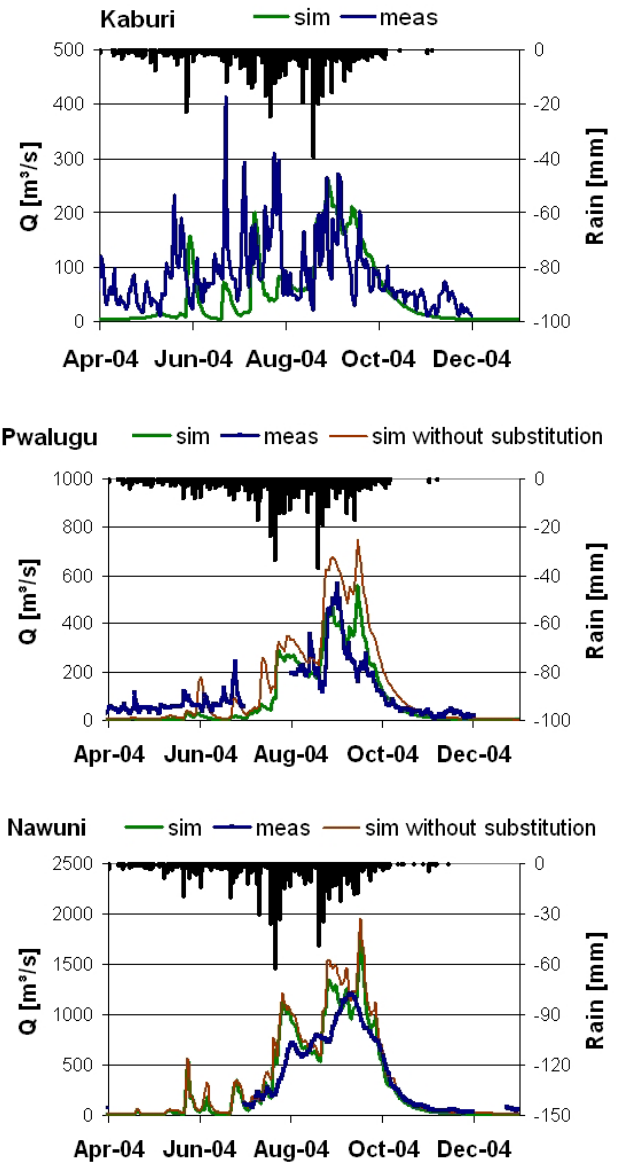 Kaburi sim meas
500 0
400 -20
300 -40
200 -60
100 -80
0 -100
Q [m³/s]
Rain [mm]
Apr-04 Jun-04 Aug-04 Oct-04 Dec-04
Pwalugu sim meas sim without substitution
1000 0
800 -20
600 -40
400 -60
200 -80
0 -100
Q [m³/s]
Rain [mm]
Apr-04 Jun-04 Aug-04 Oct-04 Dec-04
Nawuni sim meas sim without substitution
2500 0
2000 -30
1500 -60
1000 -90
500 -120
0 -150
Q [m³/s]
Rain [mm]
Apr-04 Jun-04 Aug-04 Oct-04 Dec-04